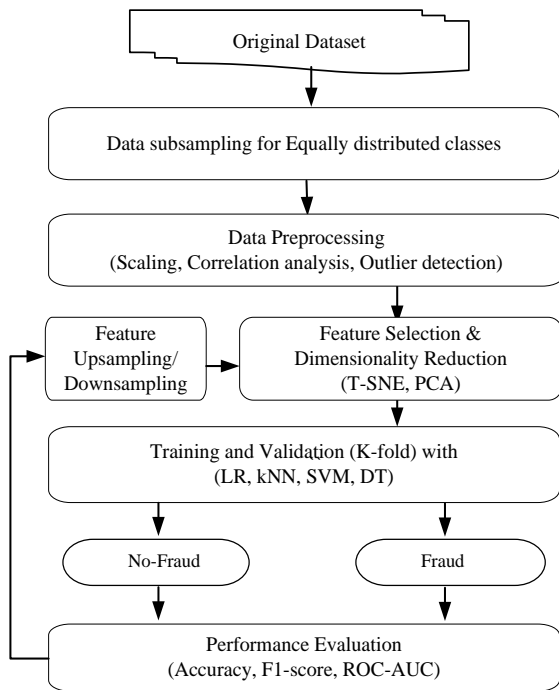 Original Dataset
Data subsampling for Equally distributed classes
Data Preprocessing
(Scaling, Correlation analysis, Outlier detection)
Feature
Upsampling/
Downsampling
Feature Selection &
Dimensionality Reduction
(T-SNE, PCA)
Training and Validation (K-fold) with
(LR, kNN, SVM, DT)
No-Fraud
Fraud
Performance Evaluation
(Accuracy, F1-score, ROC-AUC)